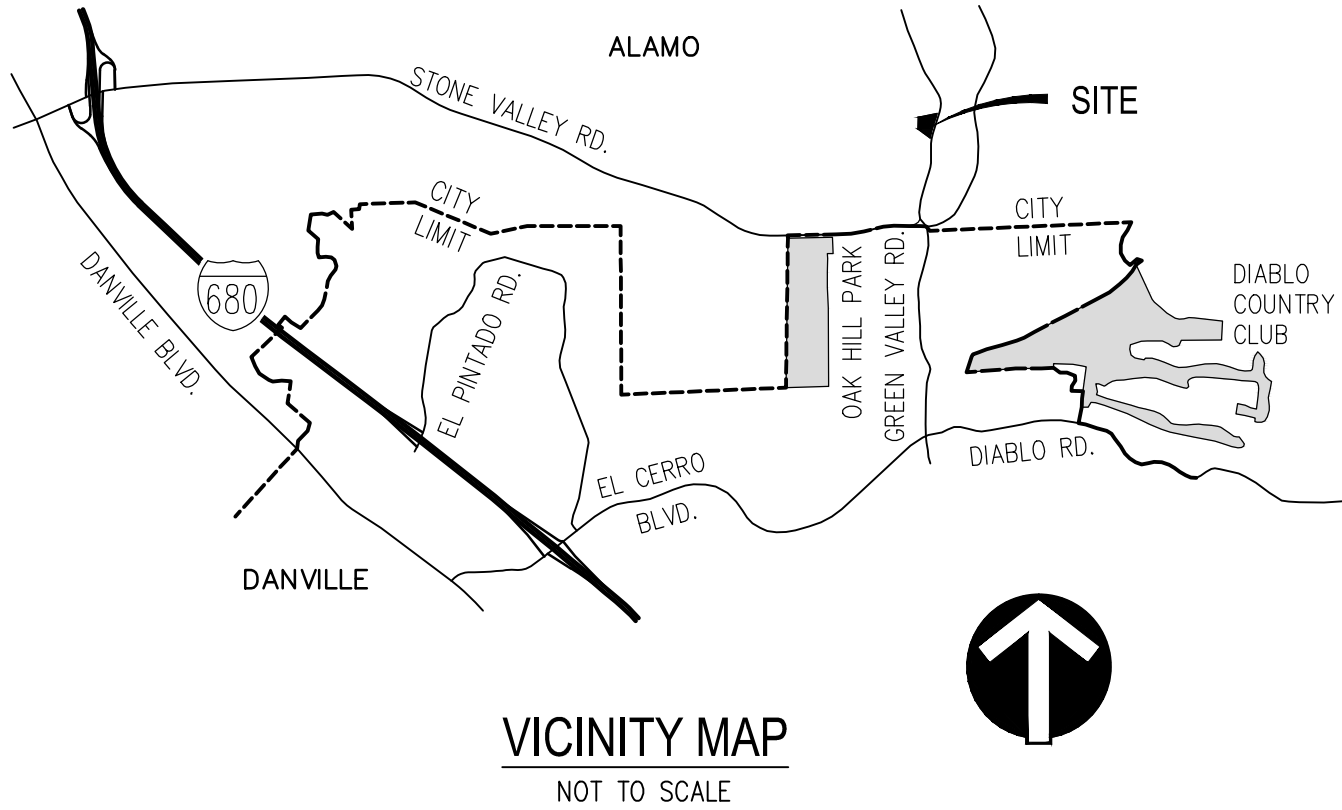 ALAMO
STONE VALLEY RD.
SITE
CITY
LIMIT
CITY
LIMIT
DANVILLE BLVD.
680
EL PINTADO RD.
OAK HILL PARK
GREEN VALLEY RD.
DIABLO
COUNTRY
CLUB
EL CERRO
BLVD.
DIABLO RD.
DANVILLE
VICINITY MAP
NOT TO SCALE